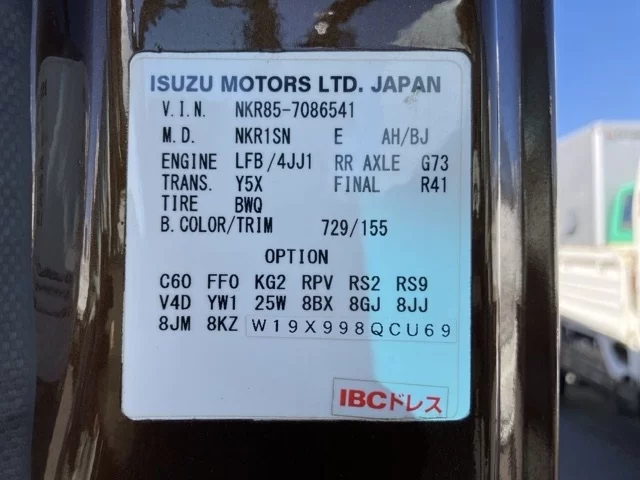 ISUZU MOTORS LTD. JAPAN
V.I.N. NKR85-7086541
M.D. NKR1SN E AH/BJ
ENGINE LFB/4JJ1 RR AXLE G73
TRANS. Y5X FINAL R41
TIRE BWQ
B.COLOR/TRIM 729/155
OPTION
C60 FF0 KG2 RPV RS2 RS9
V4D YW1 25W 8BX 8GJ 8JJ
8JM 8KZ W19X998QCU69
IBCドレス